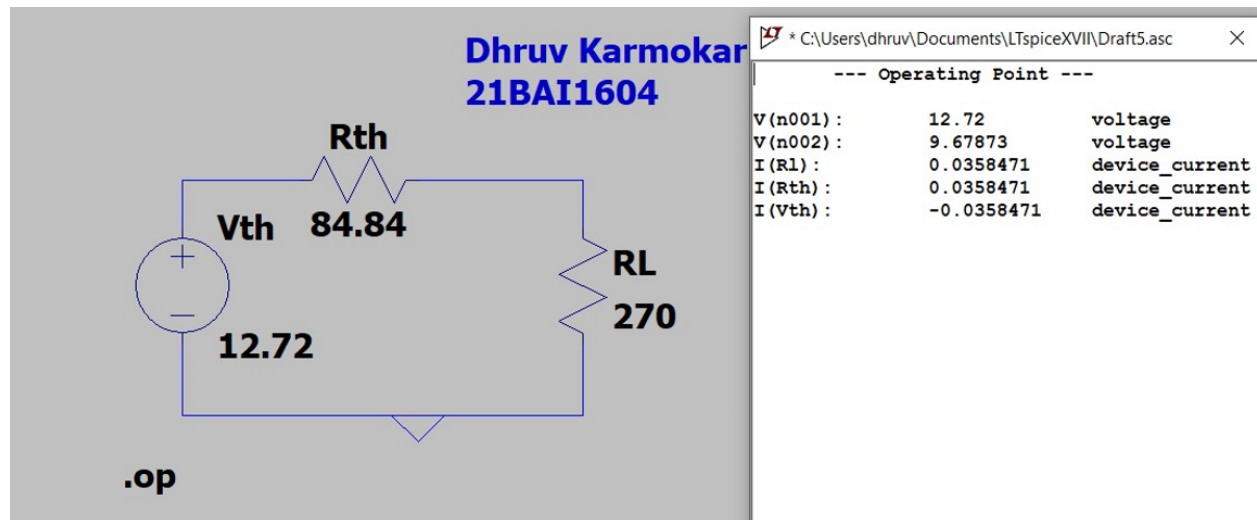 Dhruv Karmokar
21BAI1604
Rth
84.84
Vth
12.72
RL
270
.op
* C:\Users\dhruv\Documents\LTspiceXVII\Draft5.asc
--- Operating Point ---
V(n001): 12.72 voltage
V(n002): 9.67873 voltage
I(Rl): 0.0358471 device_current
I(Rth): 0.0358471 device_current
I(Vth): -0.0358471 device_current